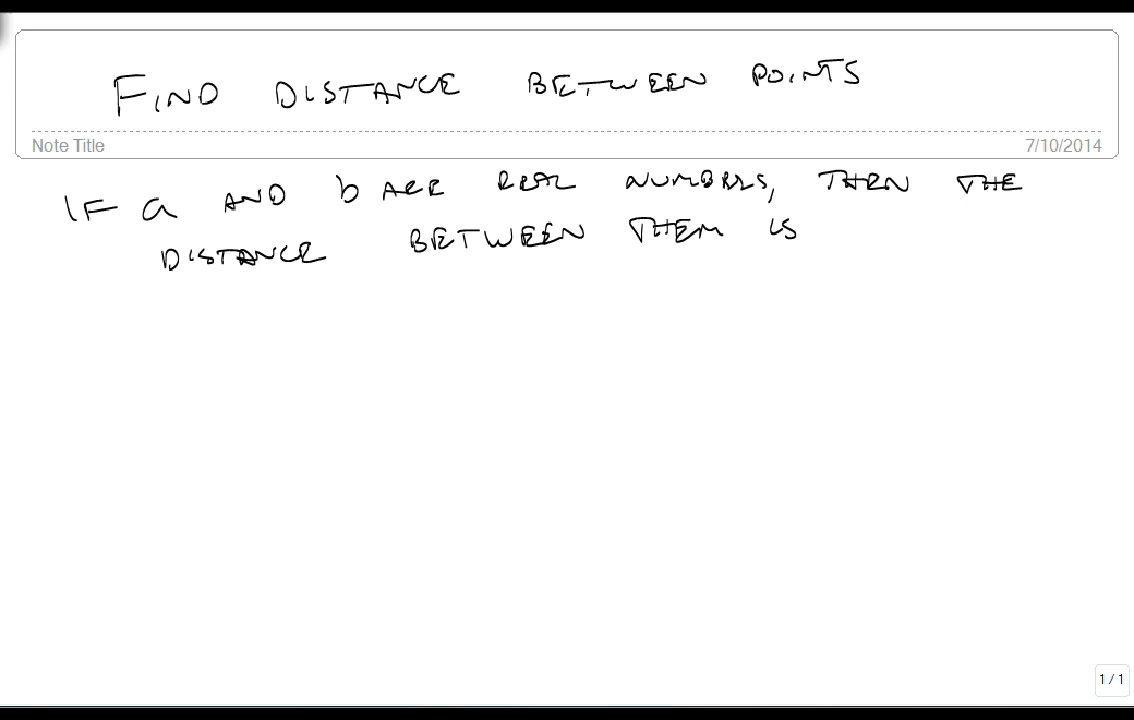 FIND DISTANCE BETWEEN POINTS
Note Title 7/10/2014
IF a AND b ARE REAL NUMBERS, THEN THE
DISTANCE BETWEEN THEM IS
1 / 1